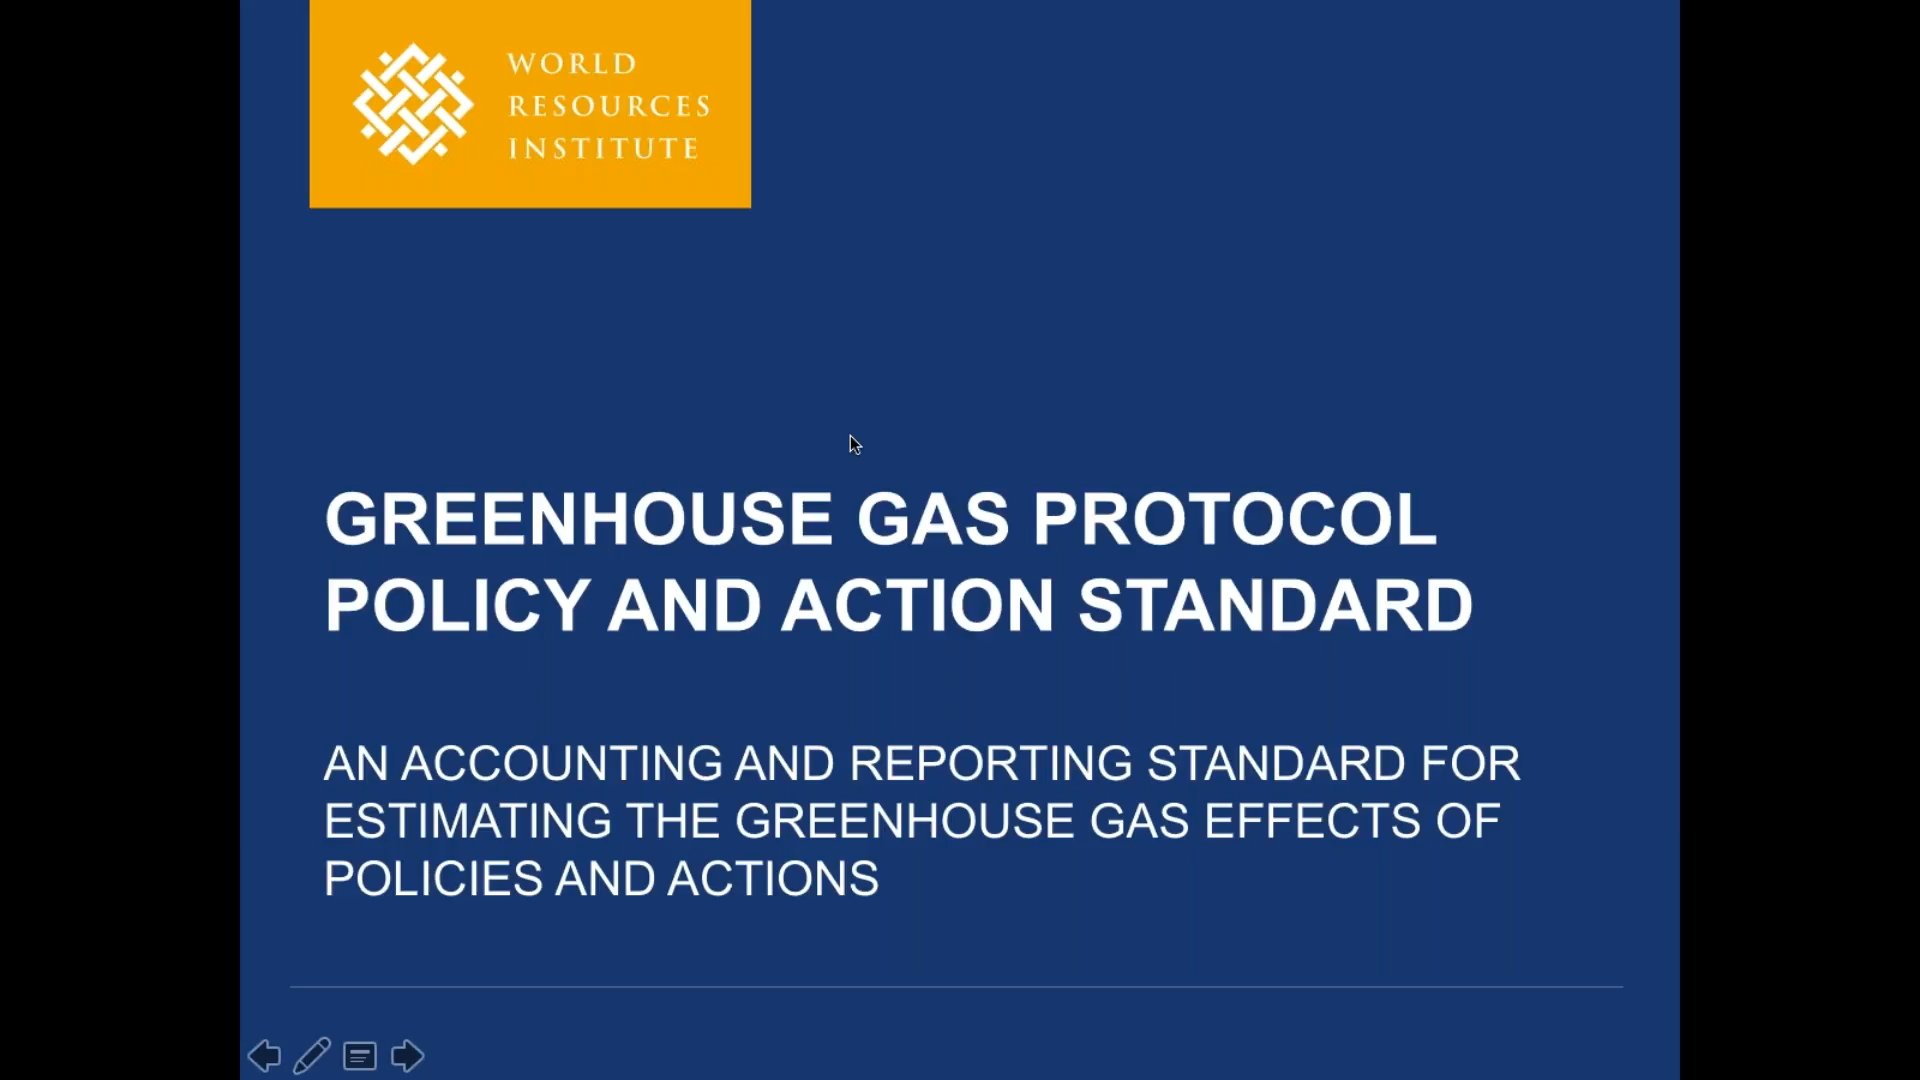 WORLD
RESOURCES
INSTITUTE
GREENHOUSE GAS PROTOCOL
POLICY AND ACTION STANDARD
AN ACCOUNTING AND REPORTING STANDARD FOR
ESTIMATING THE GREENHOUSE GAS EFFECTS OF
POLICIES AND ACTIONS